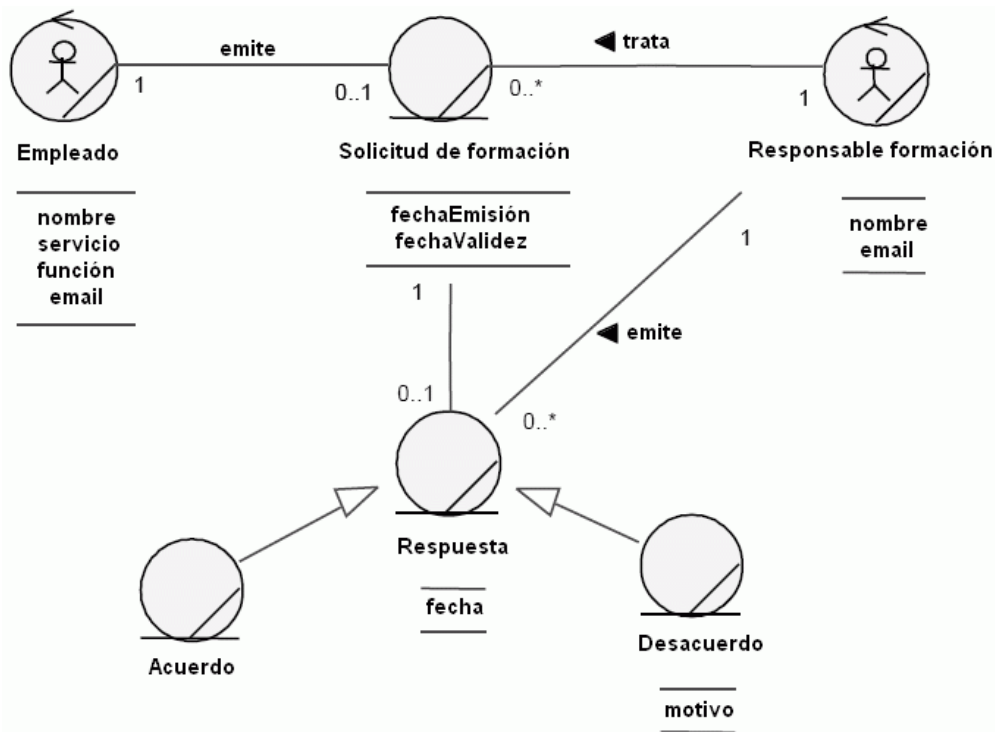 emite
◄ trata
1
0..1
0..*
1
Empleado
Solicitud de formación
Responsable formación
nombre
servicio
función
email
fechaEmisión
fechaValidez
nombre
email
1
1
◄ emite
0..1
0..*
Respuesta
fecha
Acuerdo
Desacuerdo
motivo